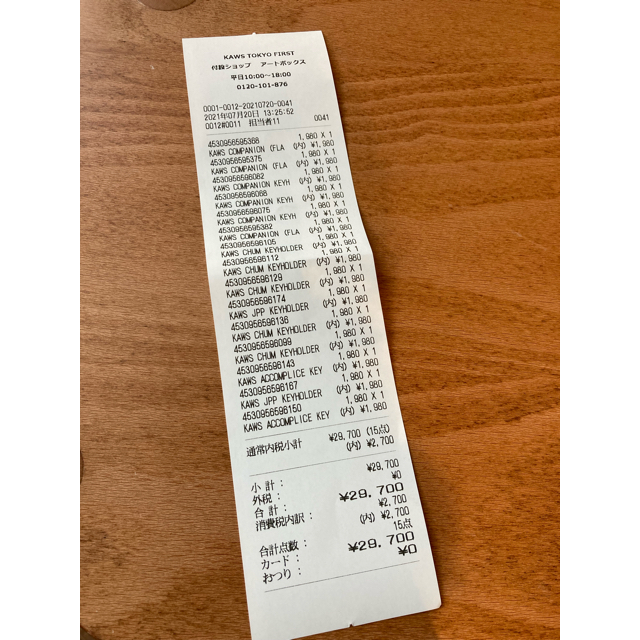 KAWS TOKYO FIRST
付設ショップ アートボックス
平日10:00～18:00
0120-101-876
0001-0012-20210720-0041
2021年07月20日 13:25:52
0012#0011 担当者11 0041
4530956595368 1,980 X 1
KAWS COMPANION (FLA (内) ¥1,980
4530956595375 1,980 X 1
KAWS COMPANION (FLA (内) ¥1,980
4530956596082 1,980 X 1
KAWS COMPANION KEYH (内) ¥1,980
4530956596068 1,980 X 1
KAWS COMPANION KEYH (内) ¥1,980
4530956596075 1,980 X 1
KAWS COMPANION KEYH (内) ¥1,980
4530956595382 1,980 X 1
KAWS COMPANION (FLA (内) ¥1,980
4530956596105 1,980 X 1
KAWS CHUM KEYHOLDER (内) ¥1,980
4530956596112 1,980 X 1
KAWS CHUM KEYHOLDER (内) ¥1,980
4530956596129 1,980 X 1
KAWS CHUM KEYHOLDER (内) ¥1,980
4530956596174 1,980 X 1
KAWS JPP KEYHOLDER (内) ¥1,980
4530956596136 1,980 X 1
KAWS CHUM KEYHOLDER (内) ¥1,980
4530956596099 1,980 X 1
KAWS CHUM KEYHOLDER (内) ¥1,980
4530956596143 1,980 X 1
KAWS ACCOMPLICE KEY (内) ¥1,980
4530956596167 1,980 X 1
KAWS JPP KEYHOLDER (内) ¥1,980
4530956596150 1,980 X 1
KAWS ACCOMPLICE KEY (内) ¥1,980
通常内税小計 ¥29,700 (15点)
(内) ¥2,700
小計： ¥29,700
外税： ¥0
合計： ¥29,700
消費税内訳： ¥2,700
(内) ¥2,700
合計点数： 15点
カード： ¥29,700
おつり： ¥0